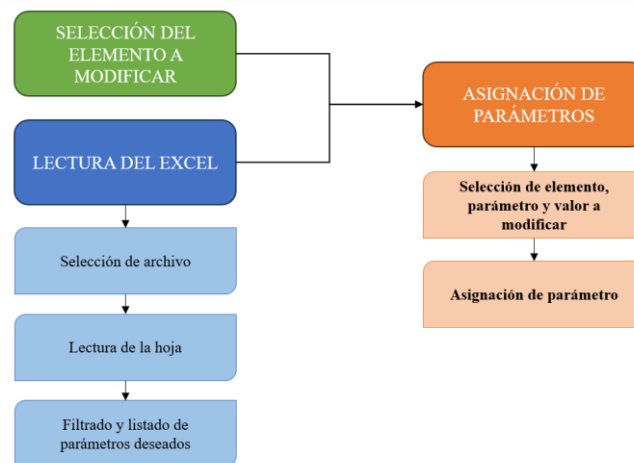 SELECCIÓN DEL
ELEMENTO A
MODIFICAR
LECTURA DEL EXCEL
Selección de archivo
Lectura de la hoja
Filtrado y listado de
parámetros deseados
ASIGNACIÓN DE
PARÁMETROS
Selección de elemento,
parámetro y valor a
modificar
Asignación de parámetro